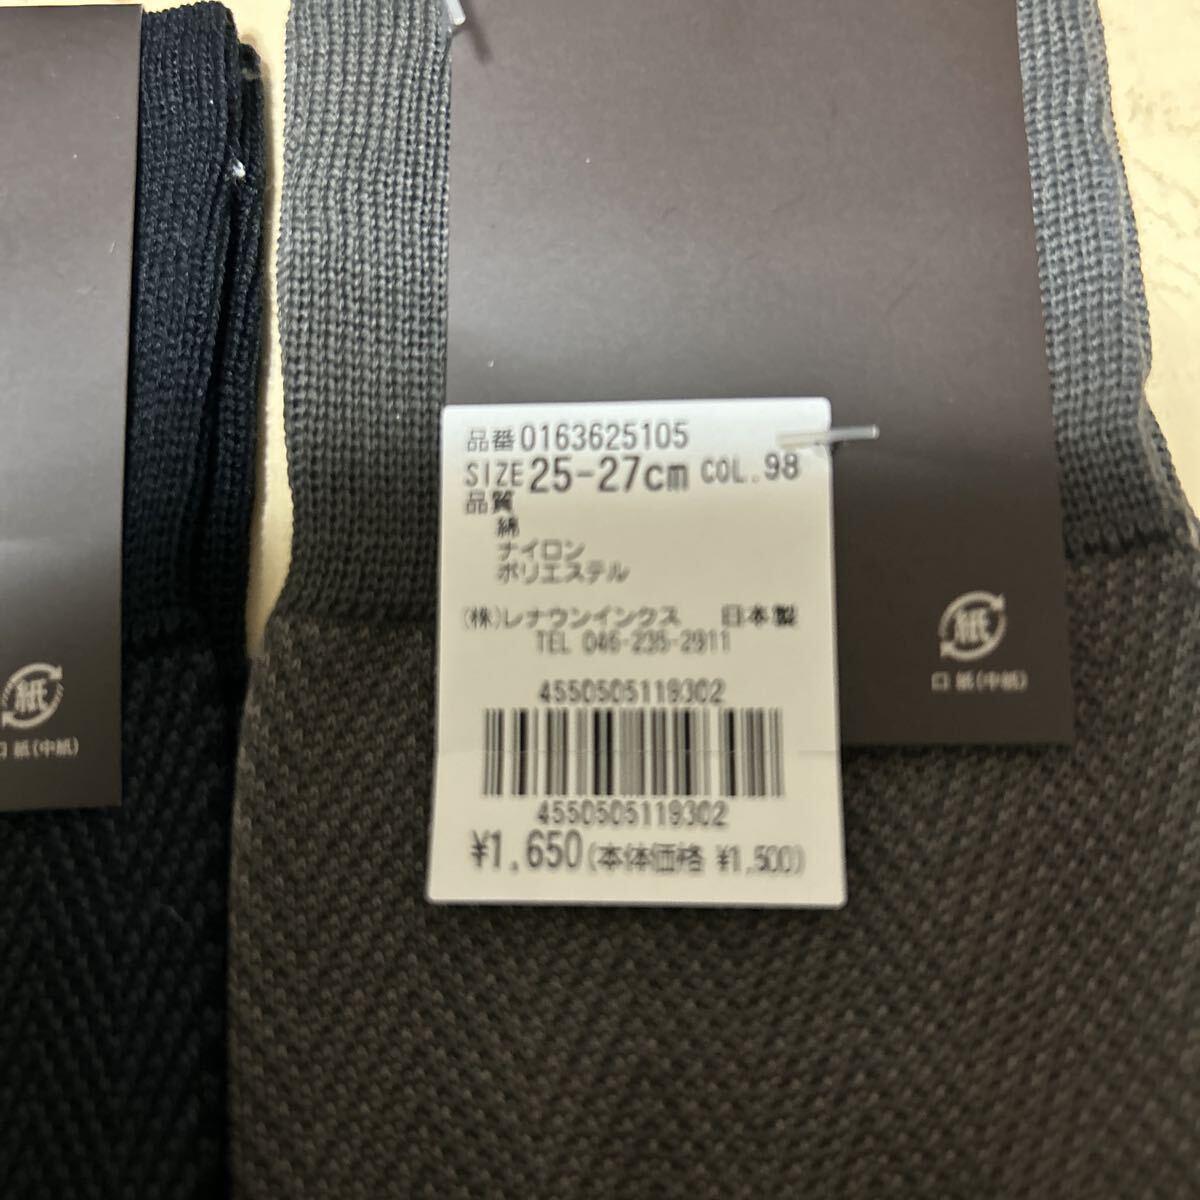 品番0163625105
SIZE 25-27cm COL.98
品質
綿
ナイロン
ポリエステル
(株)レナウンインクス 日本製
TEL 046-235-2911
4550505119302
4550505119302
¥1,650(本体価格 ¥1,500)
紙
口 紙(中紙)
紙
口 紙(中紙)